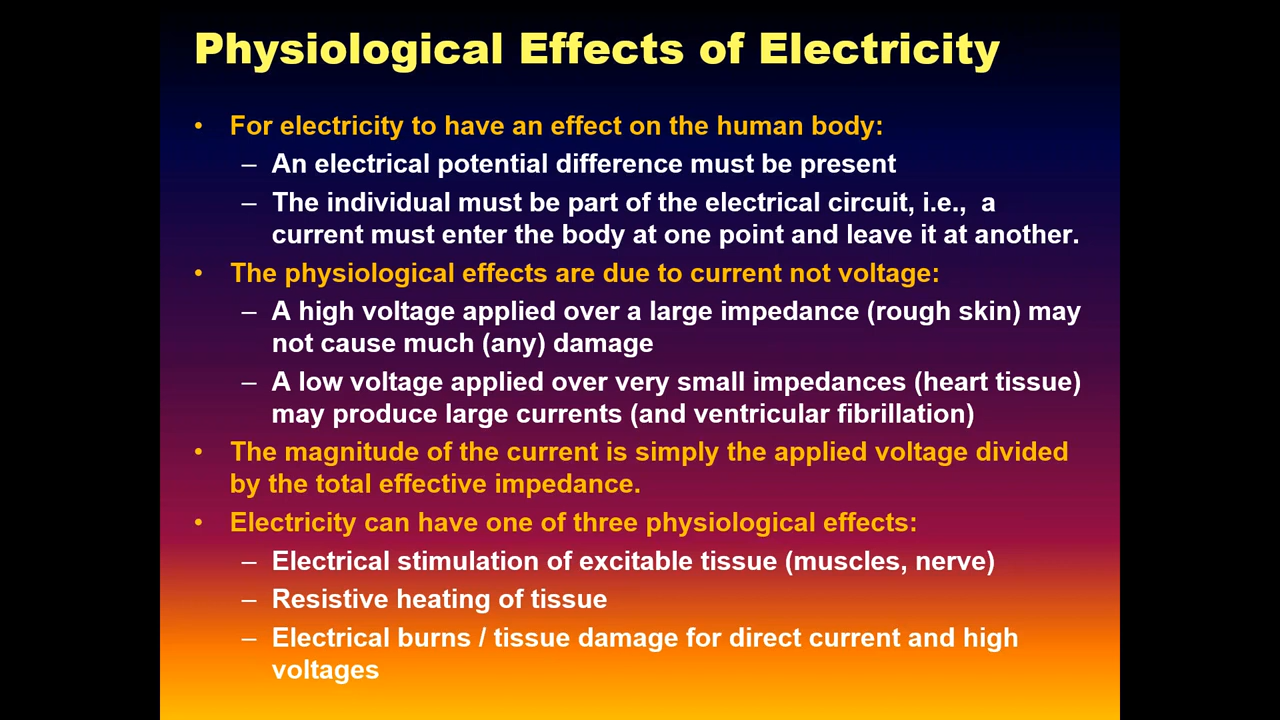 Physiological Effects of Electricity
• For electricity to have an effect on the human body:
– An electrical potential difference must be present
– The individual must be part of the electrical circuit, i.e.,  a
current must enter the body at one point and leave it at another.
• The physiological effects are due to current not voltage:
– A high voltage applied over a large impedance (rough skin) may
not cause much (any) damage
– A low voltage applied over very small impedances (heart tissue)
may produce large currents (and ventricular fibrillation)
• The magnitude of the current is simply the applied voltage divided
by the total effective impedance.
• Electricity can have one of three physiological effects:
– Electrical stimulation of excitable tissue (muscles, nerve)
– Resistive heating of tissue
– Electrical burns / tissue damage for direct current and high
voltages